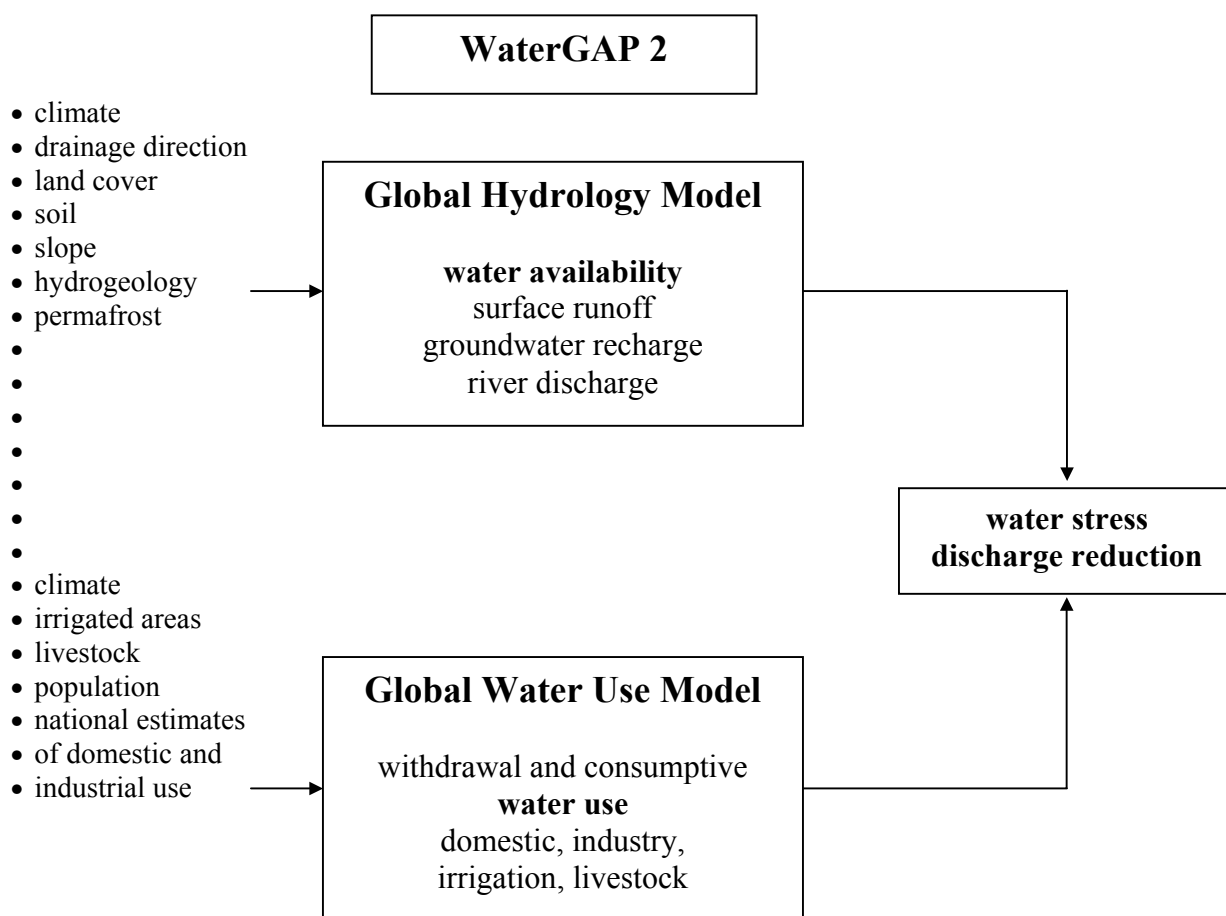 WaterGAP 2
• climate
• drainage direction
• land cover
• soil
• slope
• hydrogeology
• permafrost
•
•
•
•
•
•
•
• climate
• irrigated areas
• livestock
• population
• national estimates
• of domestic and
• industrial use
Global Hydrology Model
water availability
surface runoff
groundwater recharge
river discharge
Global Water Use Model
withdrawal and consumptive
water use
domestic, industry,
irrigation, livestock
water stress
discharge reduction